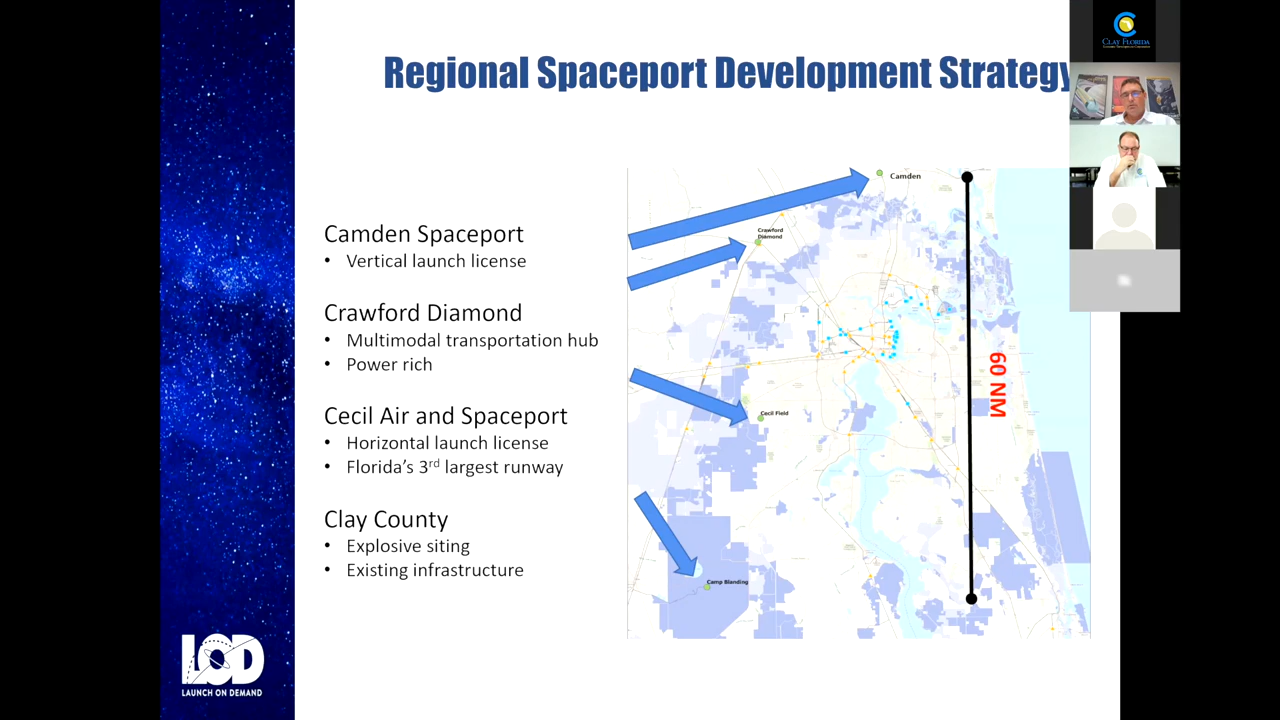 Regional Spaceport Development Strategy
CLAY FLORIDA
Camden Spaceport
• Vertical launch license
Crawford Diamond
• Multimodal transportation hub
• Power rich
Cecil Air and Spaceport
• Horizontal launch license
• Florida's 3rd largest runway
Clay County
• Explosive siting
• Existing infrastructure
Camden
Crawford
Diamond
60 NM
Cecil Field
Camp Blanding
LOD
LAUNCH ON DEMAND